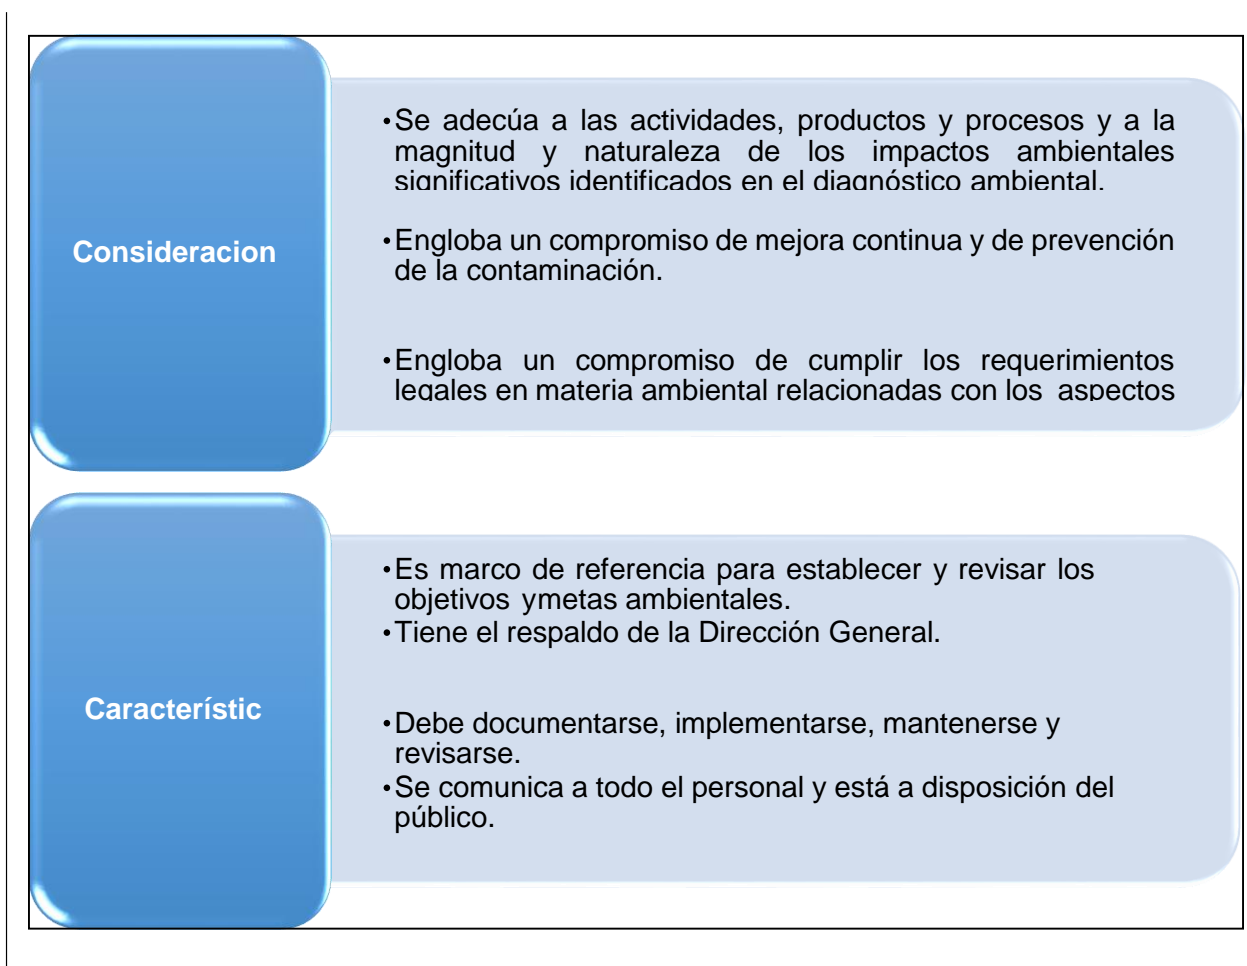 Consideracion
•Se adecúa a las actividades, productos y procesos y a la
magnitud y naturaleza de los impactos ambientales
significativos identificados en el diagnóstico ambiental.
•Engloba un compromiso de mejora continua y de prevención
de la contaminación.
•Engloba un compromiso de cumplir los requerimientos
legales en materia ambiental relacionadas con los aspectos
Característic
•Es marco de referencia para establecer y revisar los
objetivos ymetas ambientales.
•Tiene el respaldo de la Dirección General.
•Debe documentarse, implementarse, mantenerse y
revisarse.
•Se comunica a todo el personal y está a disposición del
público.